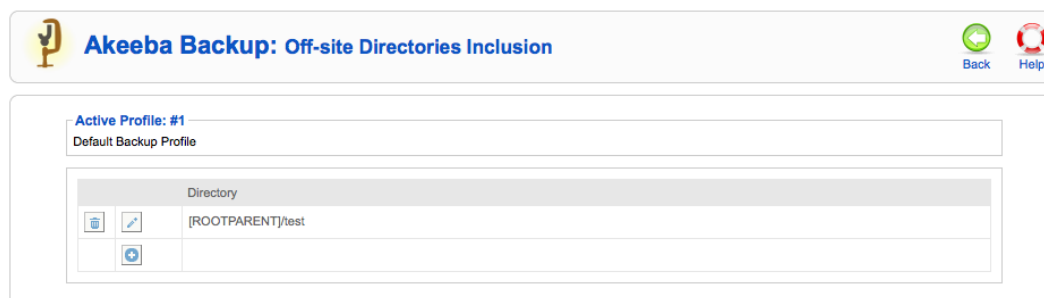 Akeeba Backup: Off-site Directories Inclusion
Back
Help
Active Profile: #1
Default Backup Profile
Directory
[ROOTPARENT]/test